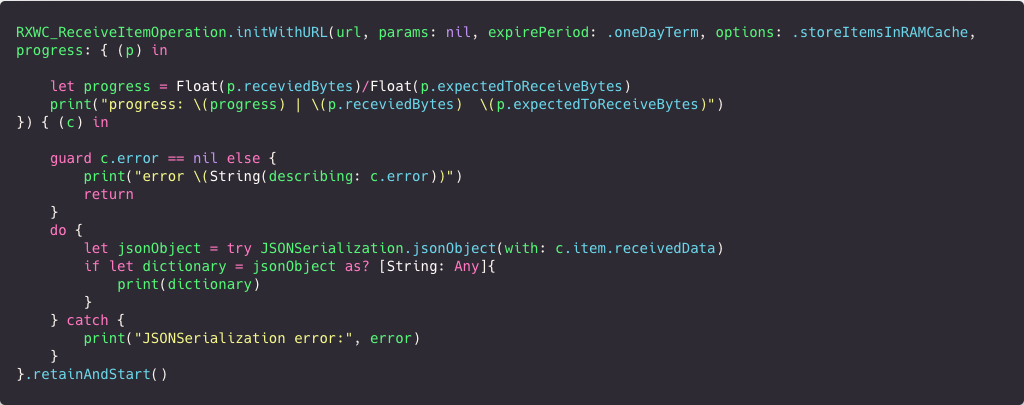 RXWC_ReceiveItemOperation.initWithURL(url, params: nil, expirePeriod: .oneDayTerm, options: .storeItemsInRAMCache,
progress: { (p) in
    let progress = Float(p.receviedBytes)/Float(p.expectedToReceiveBytes)
    print("progress: \(progress) | \(p.receviedBytes)  \(p.expectedToReceiveBytes)")
}) { (c) in
    guard c.error == nil else {
        print("error \(String(describing: c.error))")
        return
    }
    do {
        let jsonObject = try JSONSerialization.jsonObject(with: c.item.receivedData)
        if let dictionary = jsonObject as? [String: Any]{
            print(dictionary)
        }
    } catch {
        print("JSONSerialization error:", error)
    }
}.retainAndStart()